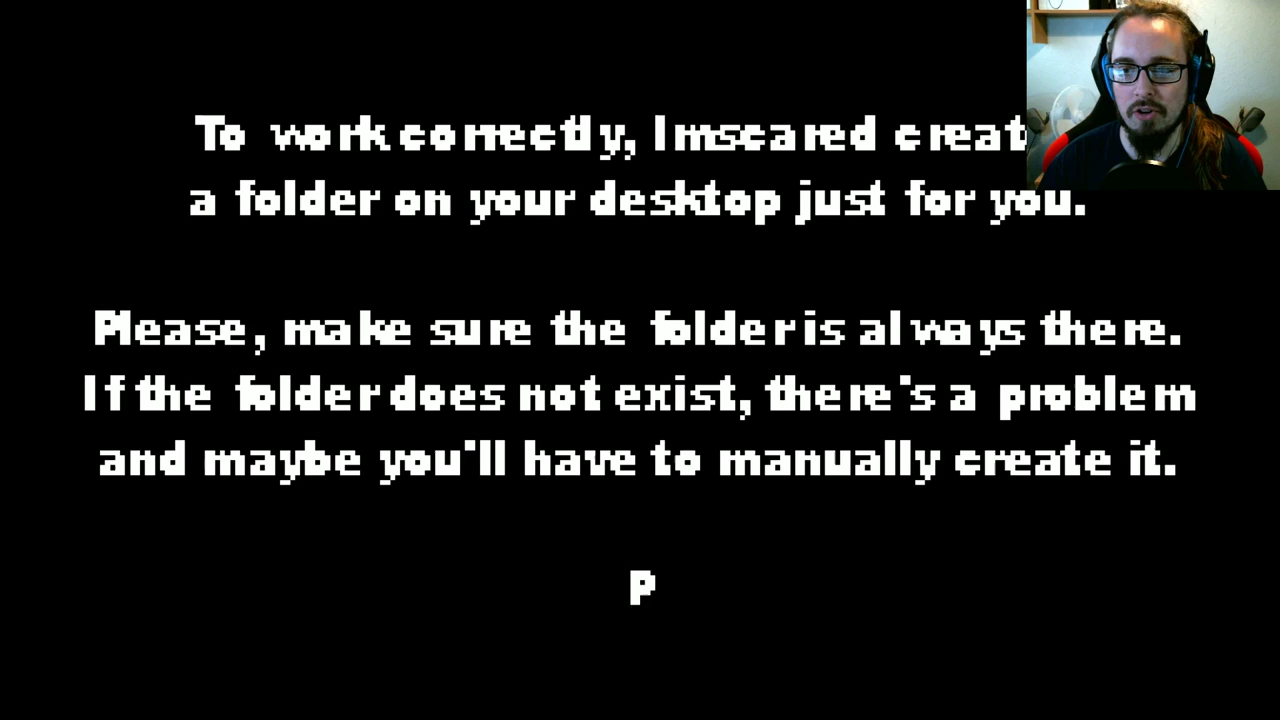 To work correctly, Imscared creat
a folder on your desktop just for you.
Please, make sure the folder is always there.
If the folder does not exist, there's a problem
and maybe you'll have to manually create it.
P